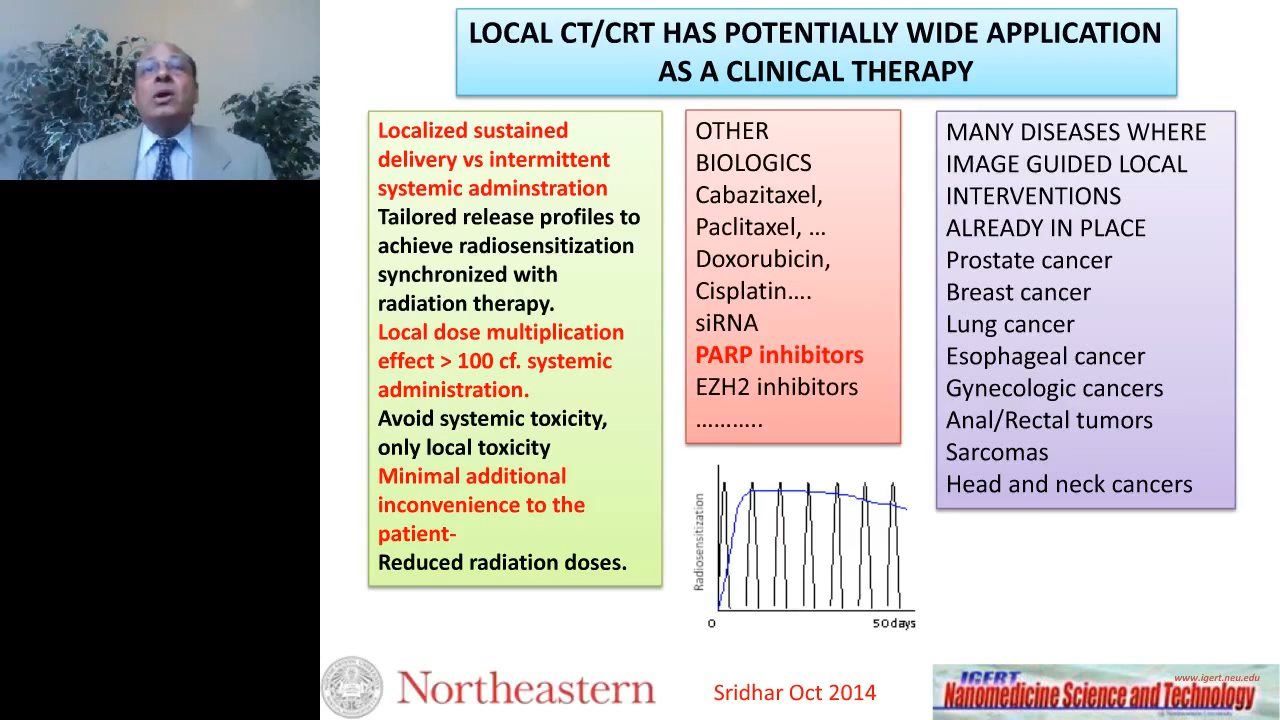 LOCAL CT/CRT HAS POTENTIALLY WIDE APPLICATION
AS A CLINICAL THERAPY
Localized sustained
delivery vs intermittent
systemic adminstration
Tailored release profiles to
achieve radiosensitization
synchronized with
radiation therapy.
Local dose multiplication
effect > 100 cf. systemic
administration.
Avoid systemic toxicity,
only local toxicity
Minimal additional
inconvenience to the
patient-
Reduced radiation doses.
OTHER
BIOLOGICS
Cabazitaxel,
Paclitaxel, …
Doxorubicin,
Cisplatin….
siRNA
PARP inhibitors
EZH2 inhibitors
………..
Radiosensitization
0
50 days
MANY DISEASES WHERE
IMAGE GUIDED LOCAL
INTERVENTIONS
ALREADY IN PLACE
Prostate cancer
Breast cancer
Lung cancer
Esophageal cancer
Gynecologic cancers
Anal/Rectal tumors
Sarcomas
Head and neck cancers
Northeastern
Sridhar Oct 2014
www.igert.neu.edu
IGERT
Nanomedicine Science and Technology